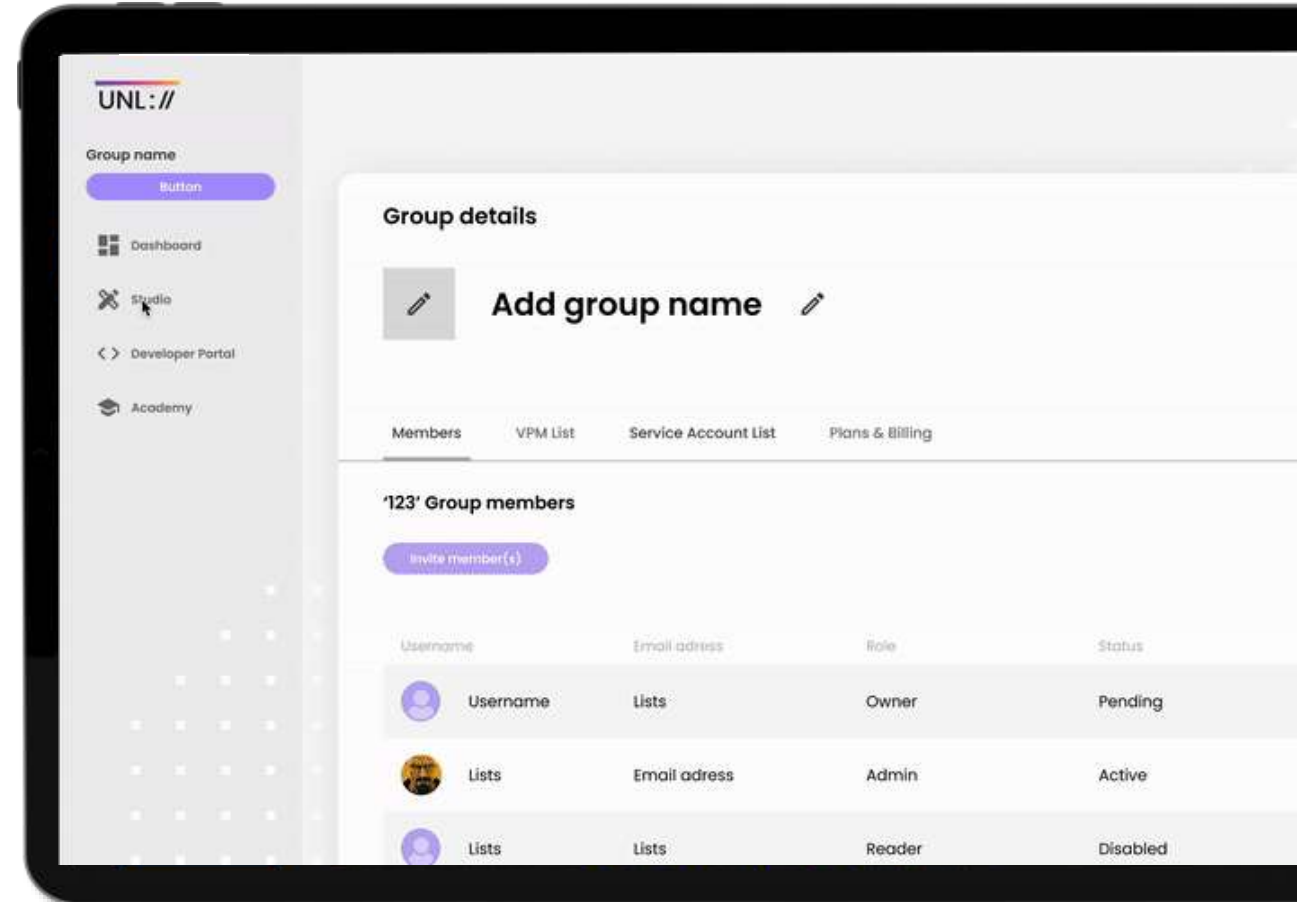 UNL://
Group name
Button
Dashboard
Studio
Developer Portal
Academy
Group details
Add group name
Members VPM List Service Account List Plans & Billing
‘123’ Group members
Invite member(s)
Username Email adress Role Status
Username Lists Owner Pending
Lists Email adress Admin Active
Lists Lists Reader Disabled